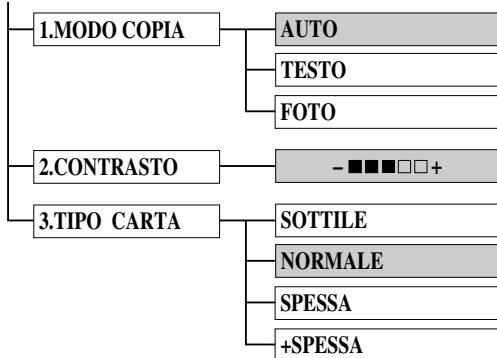 1.MODO COPIA
AUTO
TESTO
FOTO
2.CONTRASTO
– ■■■□□ +
3.TIPO CARTA
SOTTILE
NORMALE
SPESSA
+SPESSA